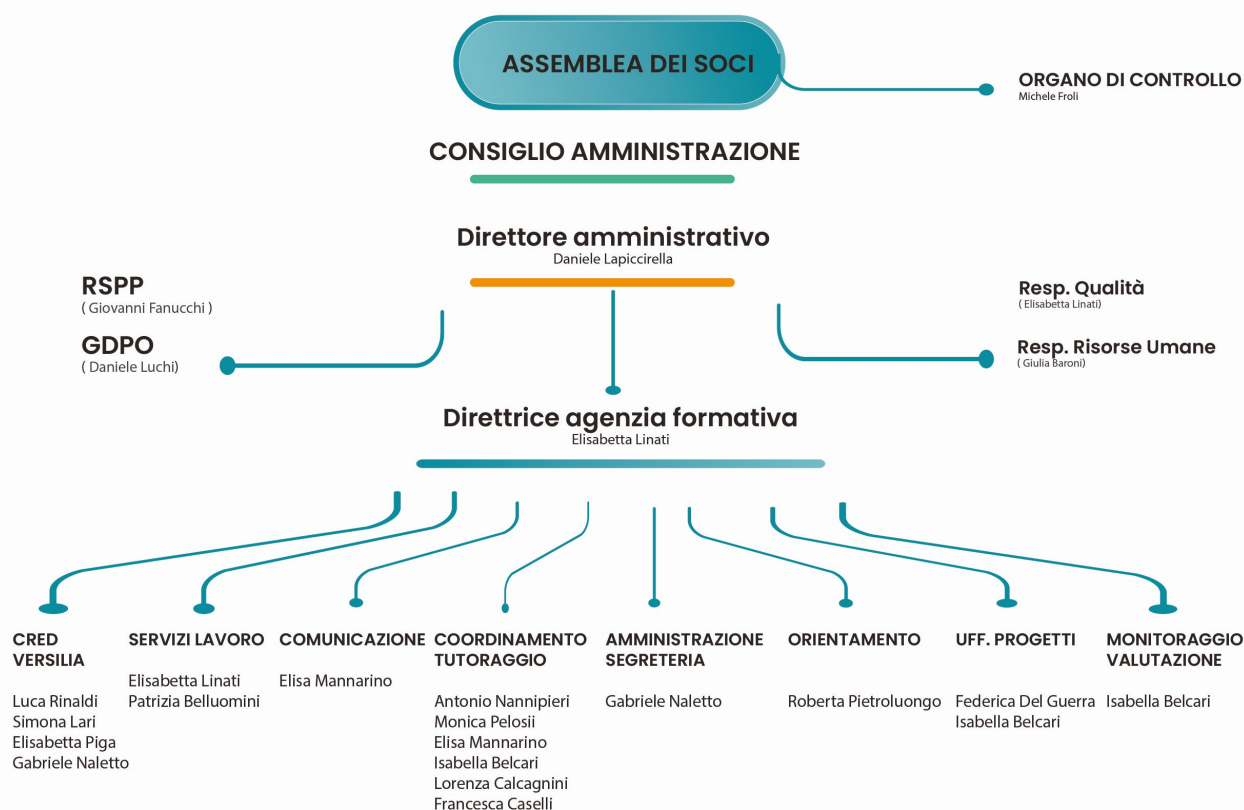 ASSEMBLEA DEI SOCI
ORGANO DI CONTROLLO
Michele Froli
CONSIGLIO AMMINISTRAZIONE
Direttore amministrativo
Daniele Lapiccirella
RSPP
( Giovanni Fanucchi )
GDPO
( Daniele Luchi)
Resp. Qualità
( Elisabetta Linati)
Resp. Risorse Umane
( Giulia Baroni)
Direttrice agenzia formativa
Elisabetta Linati
CRED
VERSILIA
Luca Rinaldi
Simona Lari
Elisabetta Piga
Gabriele Naletto
SERVIZI LAVORO
Elisabetta Linati
Patrizia Belluomini
COMUNICAZIONE
Elisa Mannarino
COORDINAMENTO
TUTORAGGIO
Antonio Nannipieri
Monica Pelosii
Elisa Mannarino
Isabella Belcari
Lorenza Calcagnini
Francesca Caselli
AMMINISTRAZIONE
SEGRETERIA
Gabriele Naletto
ORIENTAMENTO
Roberta Pietroluongo
UFF. PROGETTI
Federica Del Guerra
Isabella Belcari
MONITORAGGIO
VALUTAZIONE
Isabella Belcari